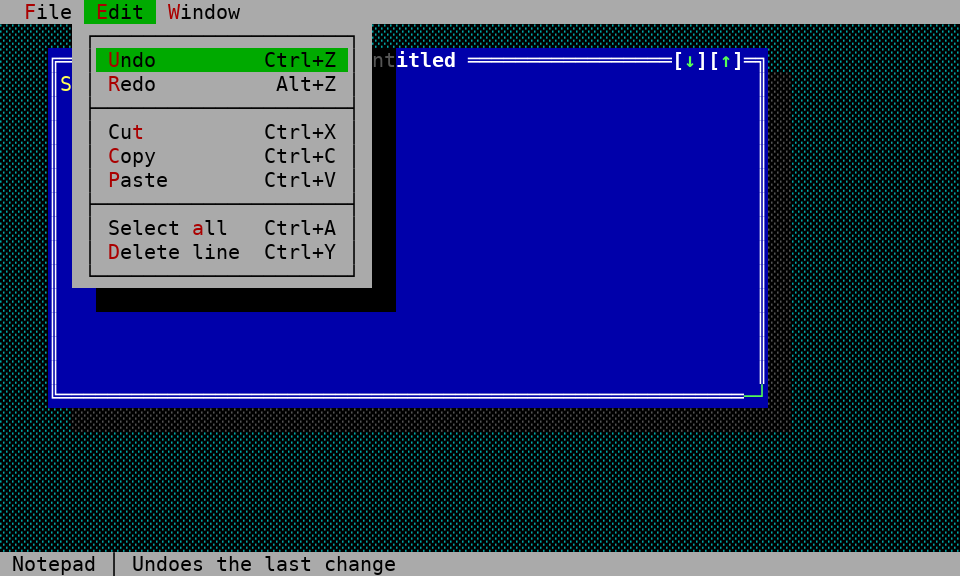 File Edit Window
ntitled [↓][↑]
S
Undo Ctrl+Z
Redo Alt+Z
Cut Ctrl+X
Copy Ctrl+C
Paste Ctrl+V
Select all Ctrl+A
Delete line Ctrl+Y
Notepad │ Undoes the last change